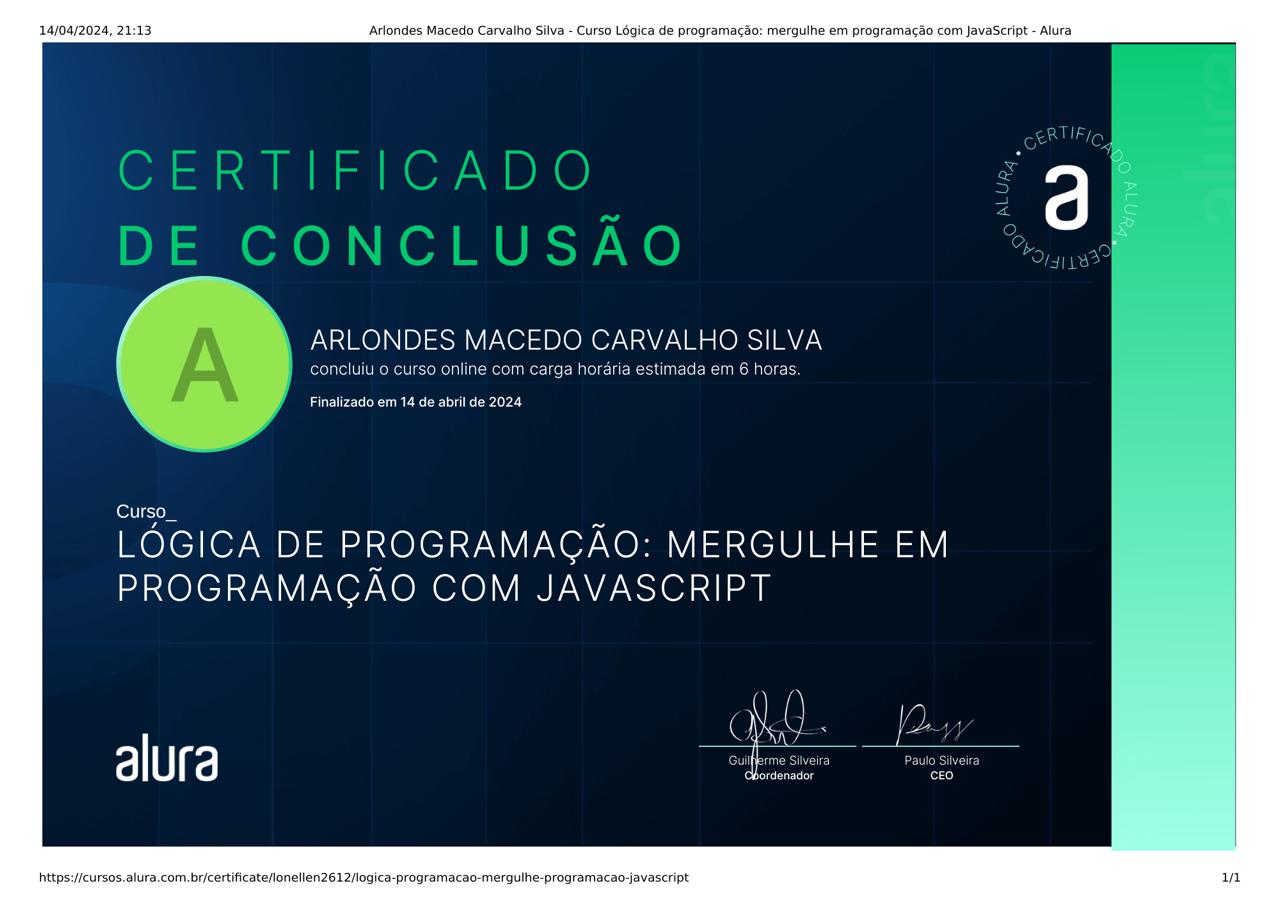 14/04/2024, 21:13
Arlondes Macedo Carvalho Silva - Curso Lógica de programação: mergulhe em programação com JavaScript - Alura
CERTIFICADO
DE CONCLUSÃO
CERTIFICADO ALURA • CERTIFICADO ALURA •
a
alura
A
ARLONDES MACEDO CARVALHO SILVA
concluiu o curso online com carga horária estimada em 6 horas.
Finalizado em 14 de abril de 2024
Curso_
LÓGICA DE PROGRAMAÇÃO: MERGULHE EM
PROGRAMAÇÃO COM JAVASCRIPT
alura
Guilherme Silveira
Coordenador
Paulo Silveira
CEO
https://cursos.alura.com.br/certificate/lonellen2612/logica-programacao-mergulhe-programacao-javascript
1/1